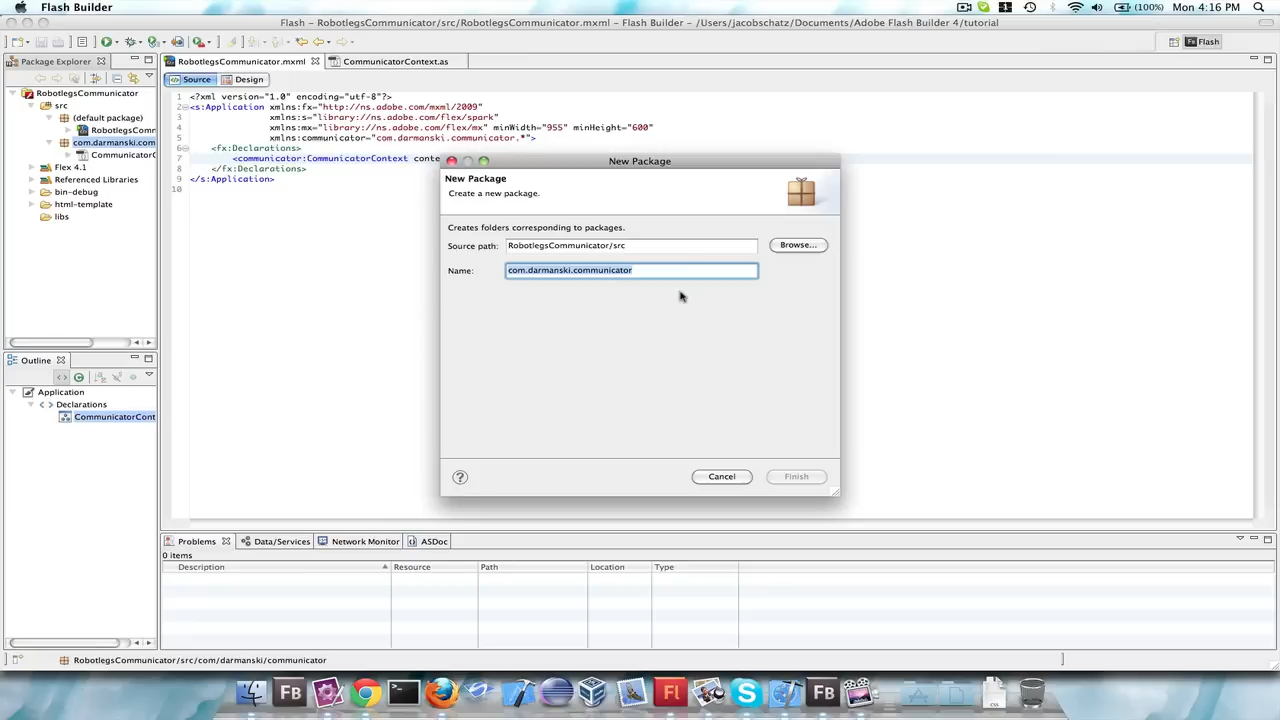 Flash Builder
(100%) Mon 4:16 PM
Flash - RobotlegsCommunicator/src/RobotlegsCommunicator.mxml - Flash Builder - /Users/jacobschatz/Documents/Adobe Flash Builder 4/tutorial
Flash
Package Explorer
RobotlegsCommunicator.mxml
CommunicatorContext.as
Source
Design
RobotlegsCommunicator
src
(default package)
RobotlegsComm
com.darmanski.com
CommunicatorC
Flex 4.1
Referenced Libraries
bin-debug
html-template
libs
1 <?xml version="1.0" encoding="utf-8"?>
2 <s:Application xmlns:fx="http://ns.adobe.com/mxml/2009"
3 xmlns:s="library://ns.adobe.com/flex/spark"
4 xmlns:mx="library://ns.adobe.com/flex/mx" minWidth="955" minHeight="600"
5 xmlns:communicator="com.darmanski.communicator.*">
6 <fx:Declarations>
7 <communicator:CommunicatorContext conte
8 </fx:Declarations>
9 </s:Application>
10
New Package
New Package
Create a new package.
Creates folders corresponding to packages.
Source path: RobotlegsCommunicator/src
Browse...
Name: com.darmanski.communicator
?
Cancel
Finish
Outline
Application
Declarations
CommunicatorCont
Problems
Data/Services
Network Monitor
ASDoc
0 items
Description
Resource
Path
Location
Type
RobotlegsCommunicator/src/com/darmanski/communicator
FB
Fl
FB